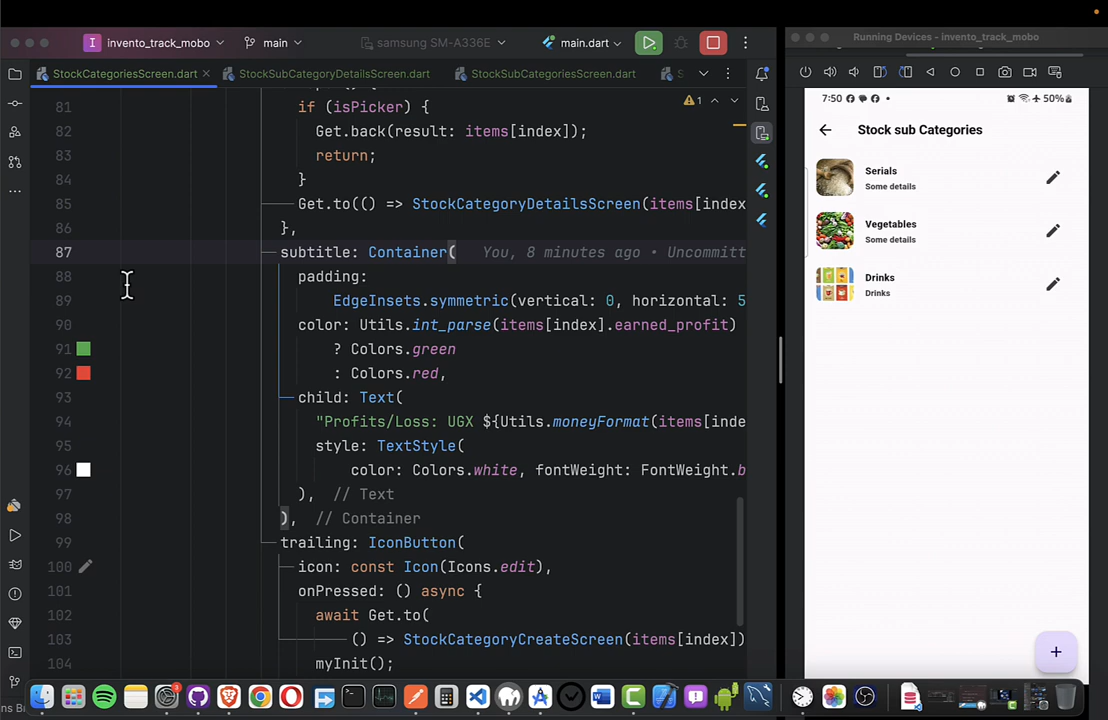 I invento_track_mobo main samsung SM-A336E main.dart
Running Devices - invento_track_mobo
StockCategoriesScreen.dart StockSubCategoryDetailsScreen.dart StockSubCategoriesScreen.dart S
81
if (isPicker) {
82 Get.back(result: items[index]);
83 return;
84 }
85 Get.to(() => StockCategoryDetailsScreen(items[index
86 },
87 subtitle: Container( You, 8 minutes ago • Uncommitt
88 padding:
89 EdgeInsets.symmetric(vertical: 0, horizontal: 5
90 color: Utils.int_parse(items[index].earned_profit)
91 ? Colors.green
92 : Colors.red,
93 child: Text(
94 "Profits/Loss: UGX ${Utils.moneyFormat(items[inde
95 style: TextStyle(
96 color: Colors.white, fontWeight: FontWeight.b
97 ), // Text
98 ), // Container
99 trailing: IconButton(
100 icon: const Icon(Icons.edit),
101 onPressed: () async {
102 await Get.to(
103 () => StockCategoryCreateScreen(items[index])
104 myInit();
1
7:50 50%
Stock sub Categories
Serials
Some details
Vegetables
Some details
Drinks
Drinks
+
3
ns B